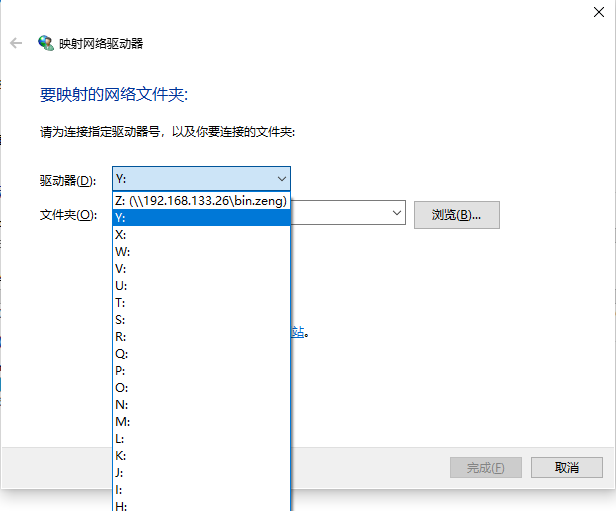 映射网络驱动器
要映射的网络文件夹:
请为连接指定驱动器号，以及你要连接的文件夹:
驱动器(D):
Y:
Z: (\\192.168.133.26\bin.zeng)
文件夹(O):
浏览(B)...
Y:
X:
W:
V:
U:
T:
S:
R:
站。
Q:
P:
O:
N:
M:
L:
K:
J:
I:
H:
完成(F)
取消